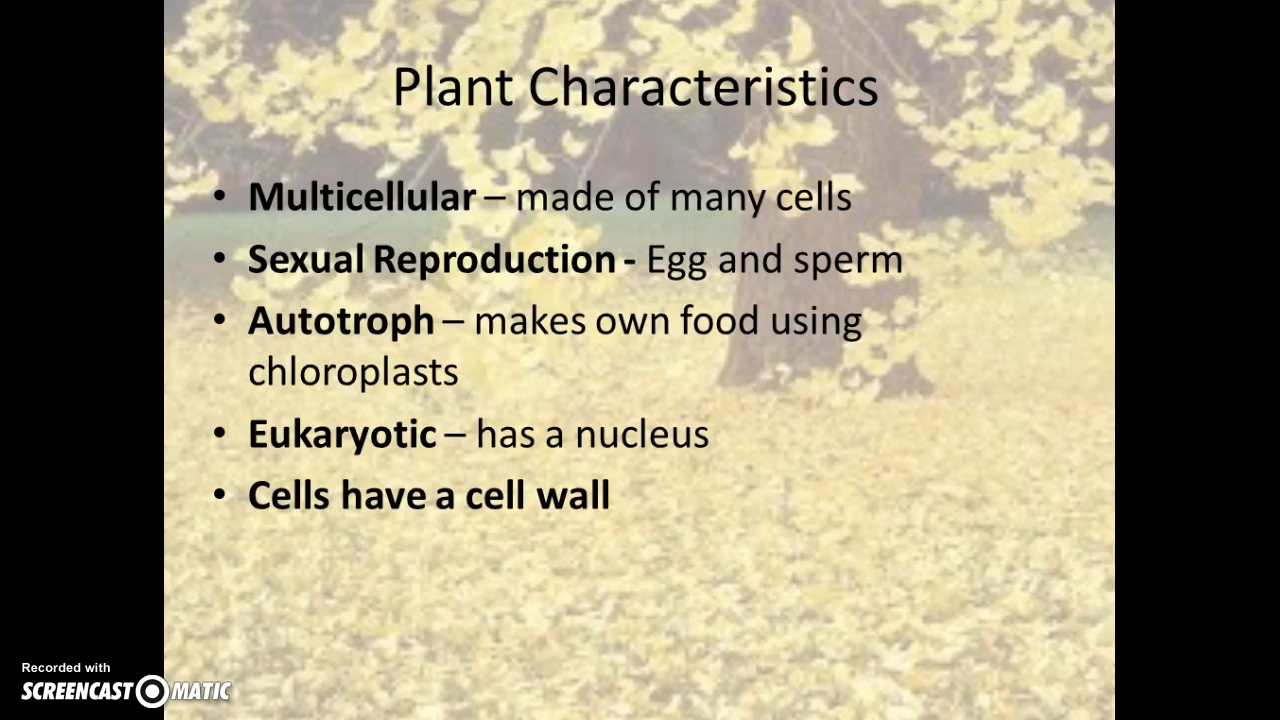 Plant Characteristics
• Multicellular – made of many cells
• Sexual Reproduction - Egg and sperm
• Autotroph – makes own food using
chloroplasts
• Eukaryotic – has a nucleus
• Cells have a cell wall
Recorded with
SCREENCAST MATIC